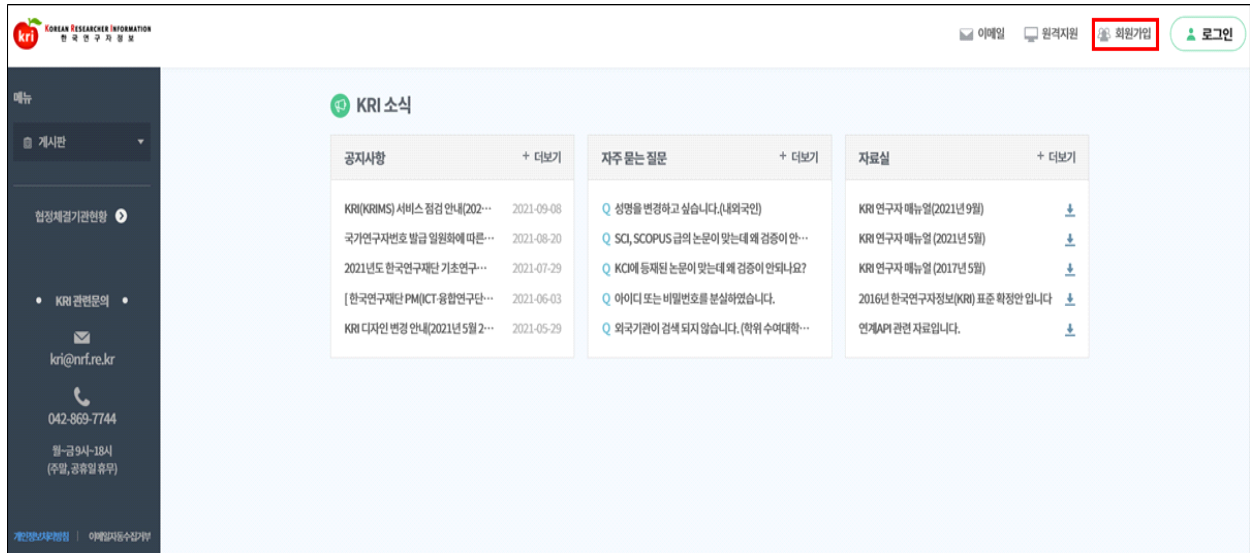 kri KOREAN RESEARCHER INFORMATION
한국연구자정보
이메일
원격지원
회원가입
로그인
메뉴
게시판
협정체결기관현황
KRI 관련문의
kri@nrf.re.kr
042-869-7744
월~금 9시~18시
(주말, 공휴일 휴무)
개인정보처리방침 | 이메일자동수집거부
KRI 소식
공지사항 + 더보기
KRI(KRIMS) 서비스 점검 안내(202··· 2021-09-08
국가연구자번호 발급 일원화에 따른··· 2021-08-20
2021년도 한국연구재단 기초연구··· 2021-07-29
[한국연구재단 PM(ICT·융합연구단··· 2021-06-03
KRI 디자인 변경 안내(2021년 5월 2··· 2021-05-29
자주 묻는 질문 + 더보기
Q 성명을 변경하고 싶습니다.(내외국인)
Q SCI, SCOPUS 급의 논문이 맞는데 왜 검증이 안···
Q KCI에 등재된 논문이 맞는데 왜 검증이 안되나요?
Q 아이디 또는 비밀번호를 분실하였습니다.
Q 외국기관이 검색 되지 않습니다. (학위 수여대학···
자료실 + 더보기
KRI 연구자 매뉴얼(2021년 9월)
KRI 연구자 매뉴얼 (2021년 5월)
KRI 연구자 매뉴얼 (2017년 5월)
2016년 한국연구자정보(KRI) 표준 확정안 입니다
연계API 관련 자료입니다.